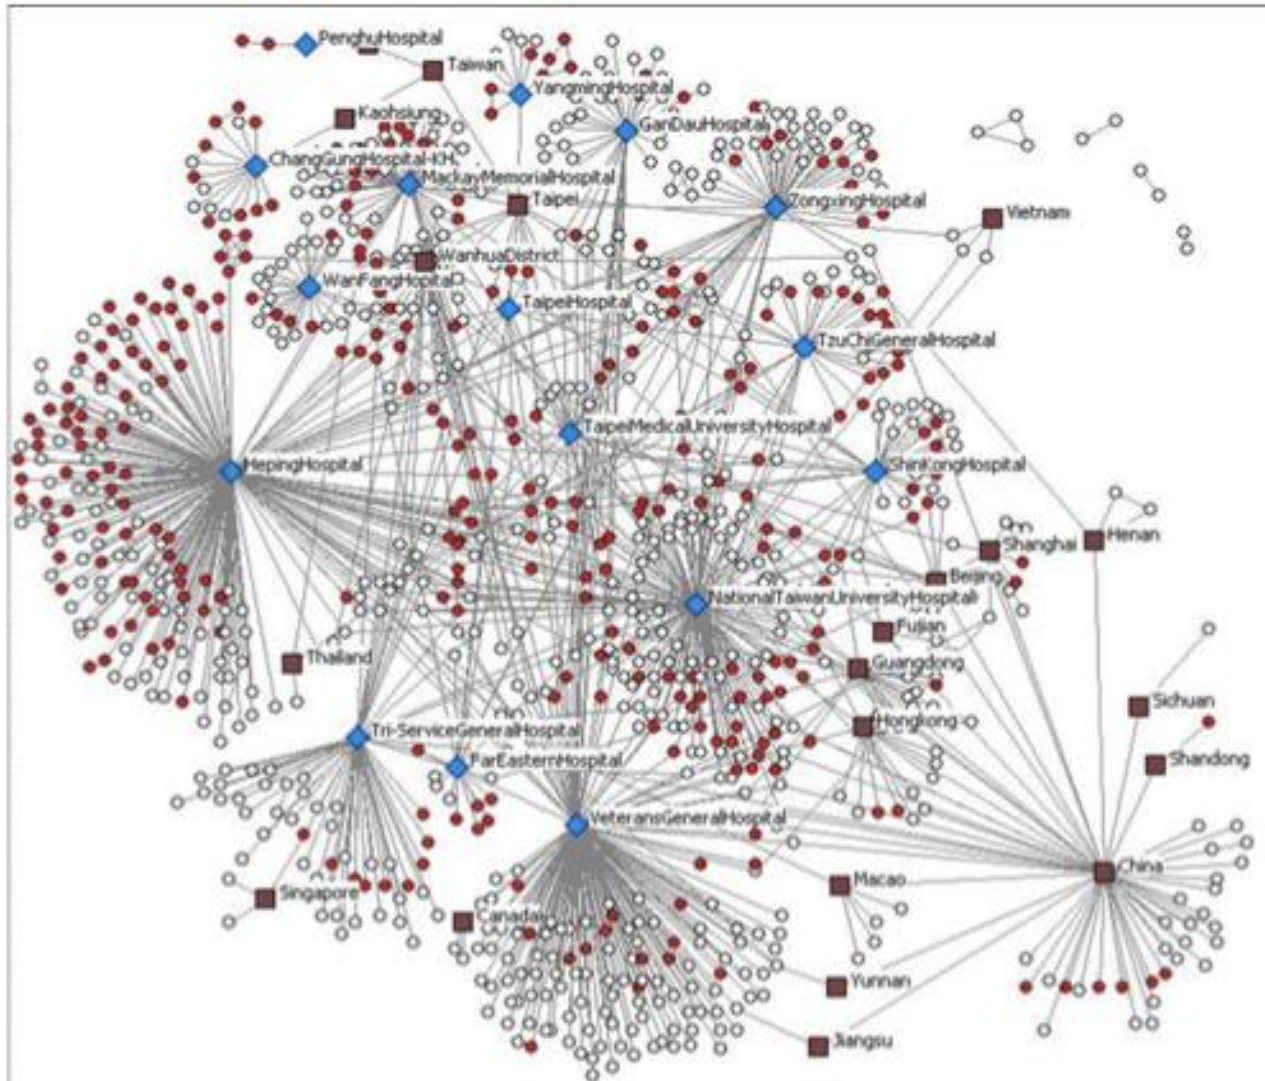 PenghuHospital
Taiwan
YangmingHospital
Kaohsiung
GanDauHospital
ChangGungHospital-KH
MackayMemorialHospital
Taipei
ZongxingHospital
Vietnam
WanhuaDistrict
WanFangHopital
TaipeiHospital
TzuChiGeneralHospital
TaipeiMedicalUniversityHospital
HepingHospital
ShinKongHospital
Henan
Shanghai
Beijing
NationalTaiwanUniversityHospital
Fujian
Thailand
Guangdong
Sichuan
Hongkong
Tri-ServiceGeneralHospital
Shandong
FarEasternHospital
VeteransGeneralHospital
China
Macao
Singapore
Canada
Yunnan
Jiangsu